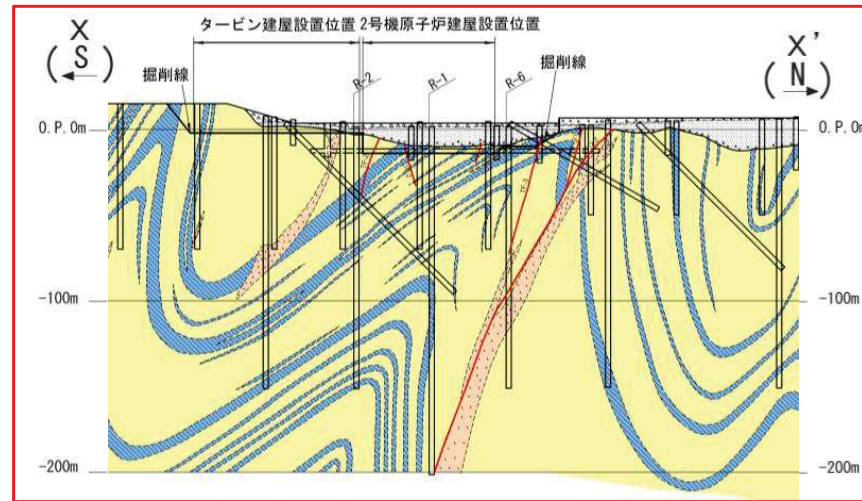 タービン建屋設置位置 2号機原子炉建屋設置位置
X
(S)
X'
(N)
掘削線
R-2
R-1
R-6
掘削線
O.P.0m
O.P.0m
-100m
-100m
-200m
-200m